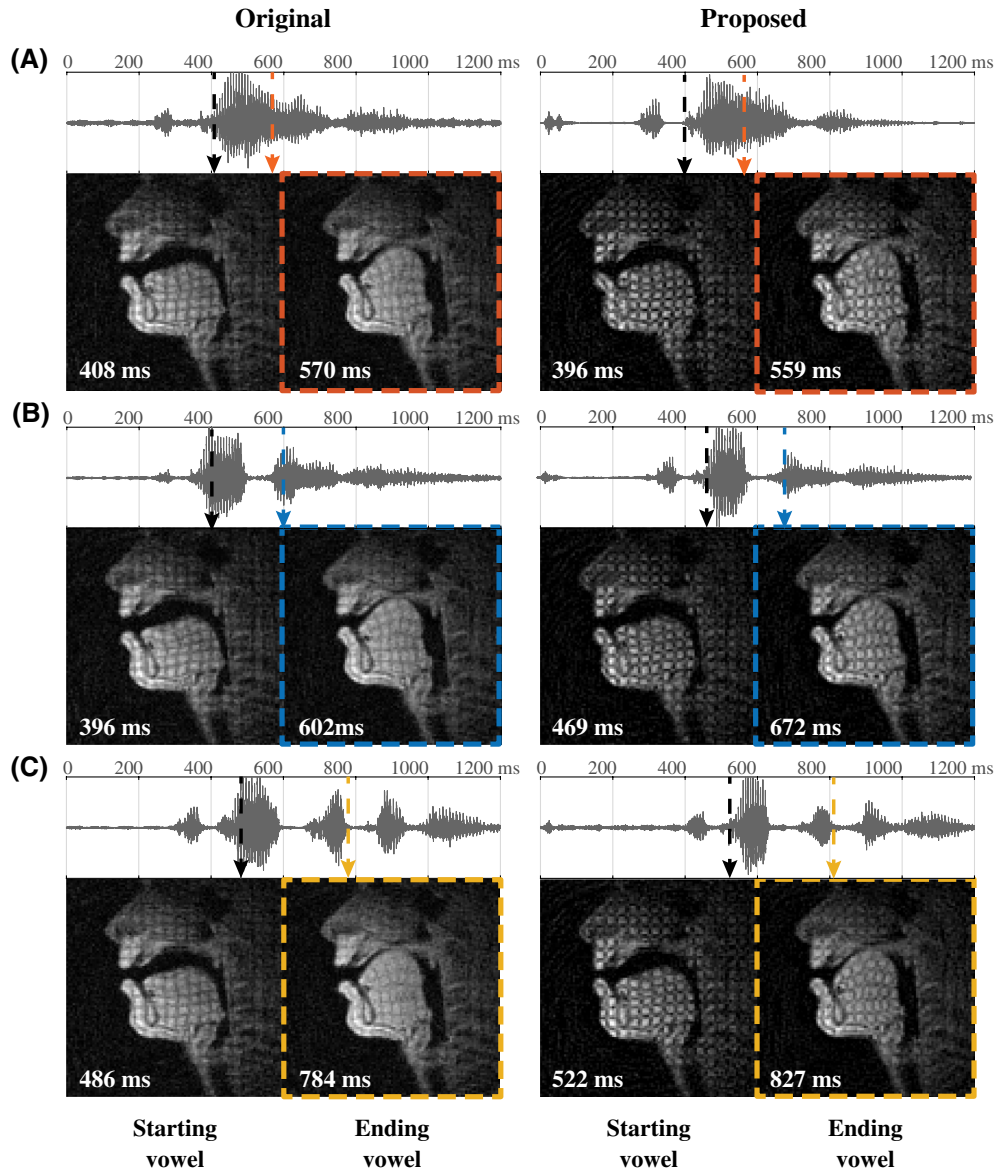 Original Proposed
(A)
0 200 400 600 800 1000 1200 ms 0 200 400 600 800 1000 1200 ms
408 ms 570 ms 396 ms 559 ms
(B)
0 200 400 600 800 1000 1200 ms 0 200 400 600 800 1000 1200 ms
396 ms 602ms 469 ms 672 ms
(C)
0 200 400 600 800 1000 1200 ms 0 200 400 600 800 1000 1200 ms
486 ms 784 ms 522 ms 827 ms
Starting Ending Starting Ending
vowel vowel vowel vowel